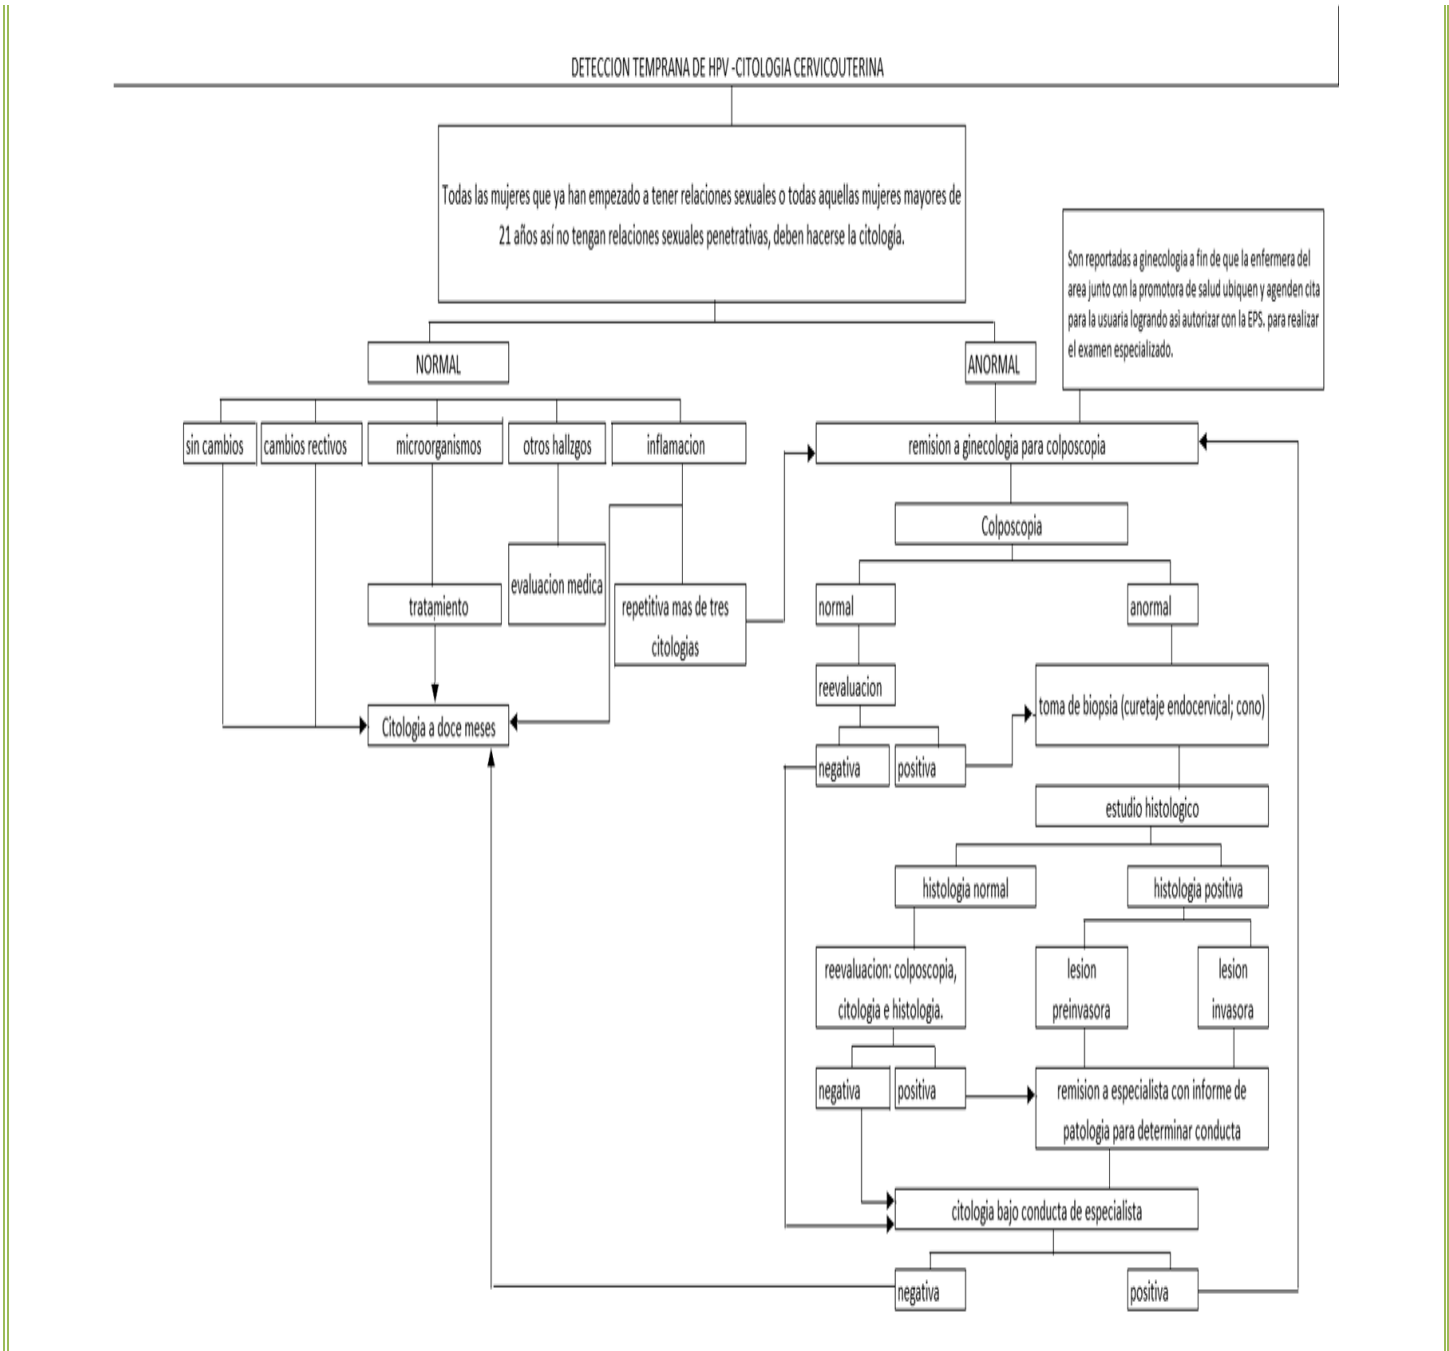 DETECCION TEMPRANA DE HPV -CITOLOGIA CERVICOUTERINA
Todas las mujeres que ya han empezado a tener relaciones sexuales o todas aquellas mujeres mayores de
21 años así no tengan relaciones sexuales penetrativas, deben hacerse la citología.
Son reportadas a ginecologia a fin de que la enfermera del
area junto con la promotora de salud ubiquen y agenden cita
para la usuaria logrando asì autorizar con la EPS. para realizar
el examen especializado.
NORMAL
ANORMAL
sin cambios
cambios rectivos
microorganismos
otros hallzgos
inflamacion
remision a ginecologia para colposcopia
Colposcopia
evaluacion medica
tratamiento
repetitiva mas de tres
citologias
normal
anormal
reevaluacion
toma de biopsia (curetaje endocervical; cono)
Citologia a doce meses
negativa
positiva
estudio histologico
histologia normal
histologia positiva
reevaluacion: colposcopia,
citologia e histologia.
lesion
preinvasora
lesion
invasora
negativa
positiva
remision a especialista con informe de
patologia para determinar conducta
citologia bajo conducta de especialista
negativa
positiva